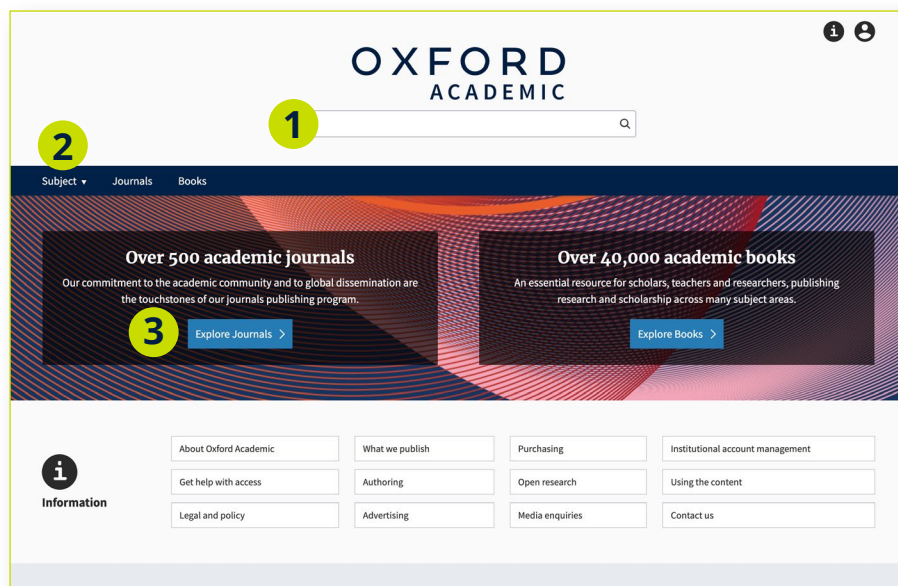 i
OXFORD
ACADEMIC
1
2
Subject ▾ Journals Books
Over 500 academic journals
Our commitment to the academic community and to global dissemination are
the touchstones of our journals publishing program.
3
Explore Journals >
Over 40,000 academic books
An essential resource for scholars, teachers and researchers, publishing
research and scholarship across many subject areas.
Explore Books >
i
Information
About Oxford Academic
What we publish
Purchasing
Institutional account management
Get help with access
Authoring
Open research
Using the content
Legal and policy
Advertising
Media enquiries
Contact us